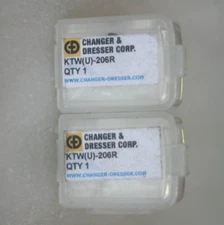 CHANGER &
DRESSER CORP.
KTW(U)-206R
QTY 1
WWW.CHANGER-DRESSER.COM
CHANGER &
DRESSER CORP.
KTW(U)-206R
QTY 1
WWW.CHANGER-DRESSER.COM